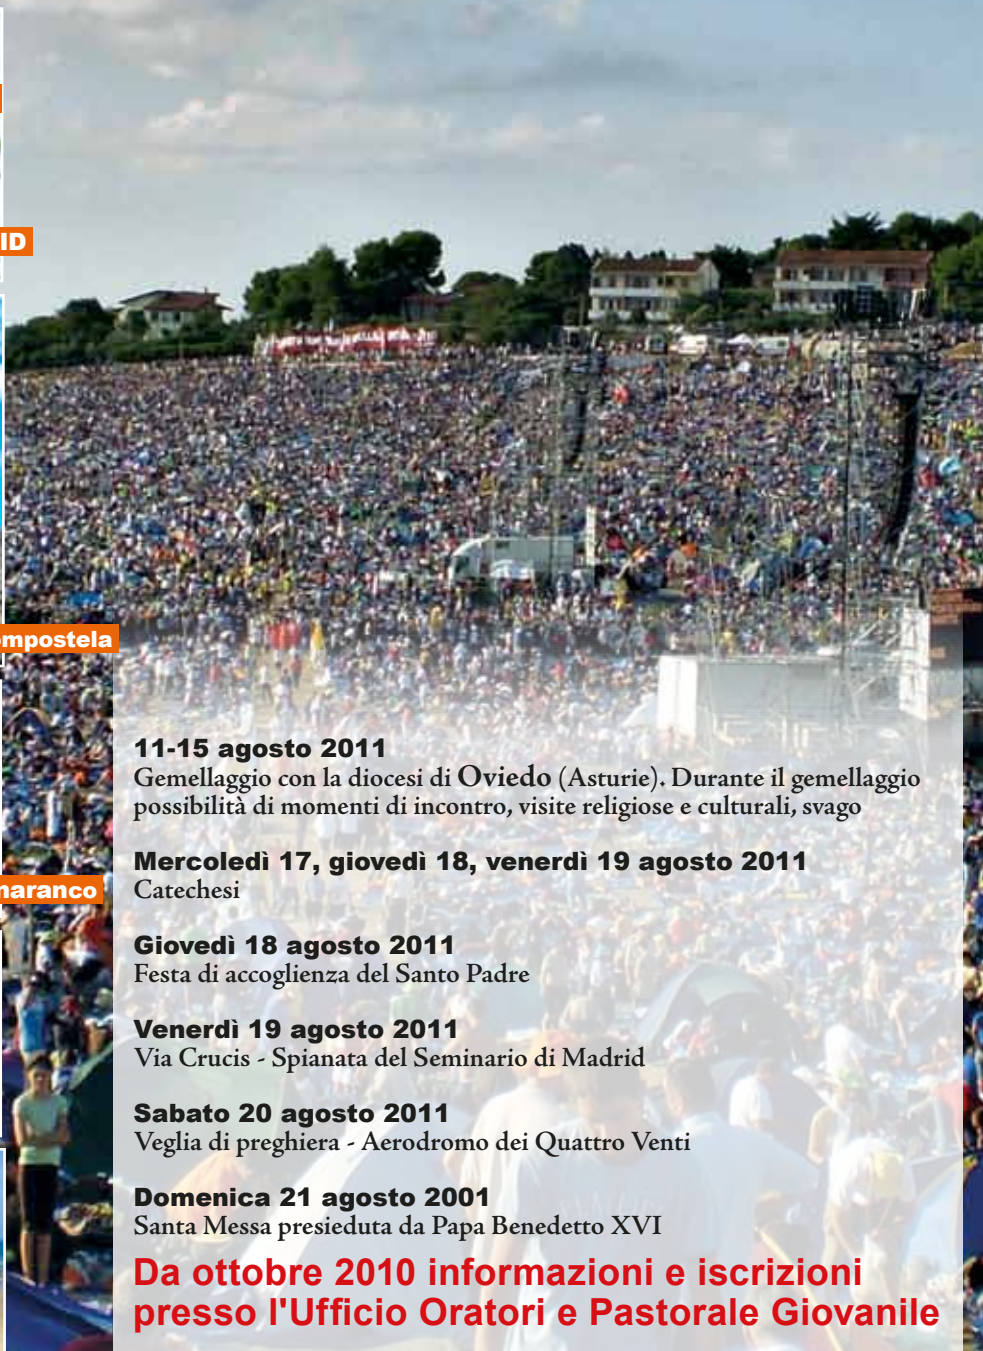 ID
mpostela
naranco
11-15 agosto 2011
Gemellaggio con la diocesi di Oviedo (Asturie). Durante il gemellaggio
possibilità di momenti di incontro, visite religiose e culturali, svago
Mercoledì 17, giovedì 18, venerdì 19 agosto 2011
Catechesi
Giovedì 18 agosto 2011
Festa di accoglienza del Santo Padre
Venerdì 19 agosto 2011
Via Crucis - Spianata del Seminario di Madrid
Sabato 20 agosto 2011
Veglia di preghiera - Aerodromo dei Quattro Venti
Domenica 21 agosto 2001
Santa Messa presieduta da Papa Benedetto XVI
Da ottobre 2010 informazioni e iscrizioni
presso l'Ufficio Oratori e Pastorale Giovanile